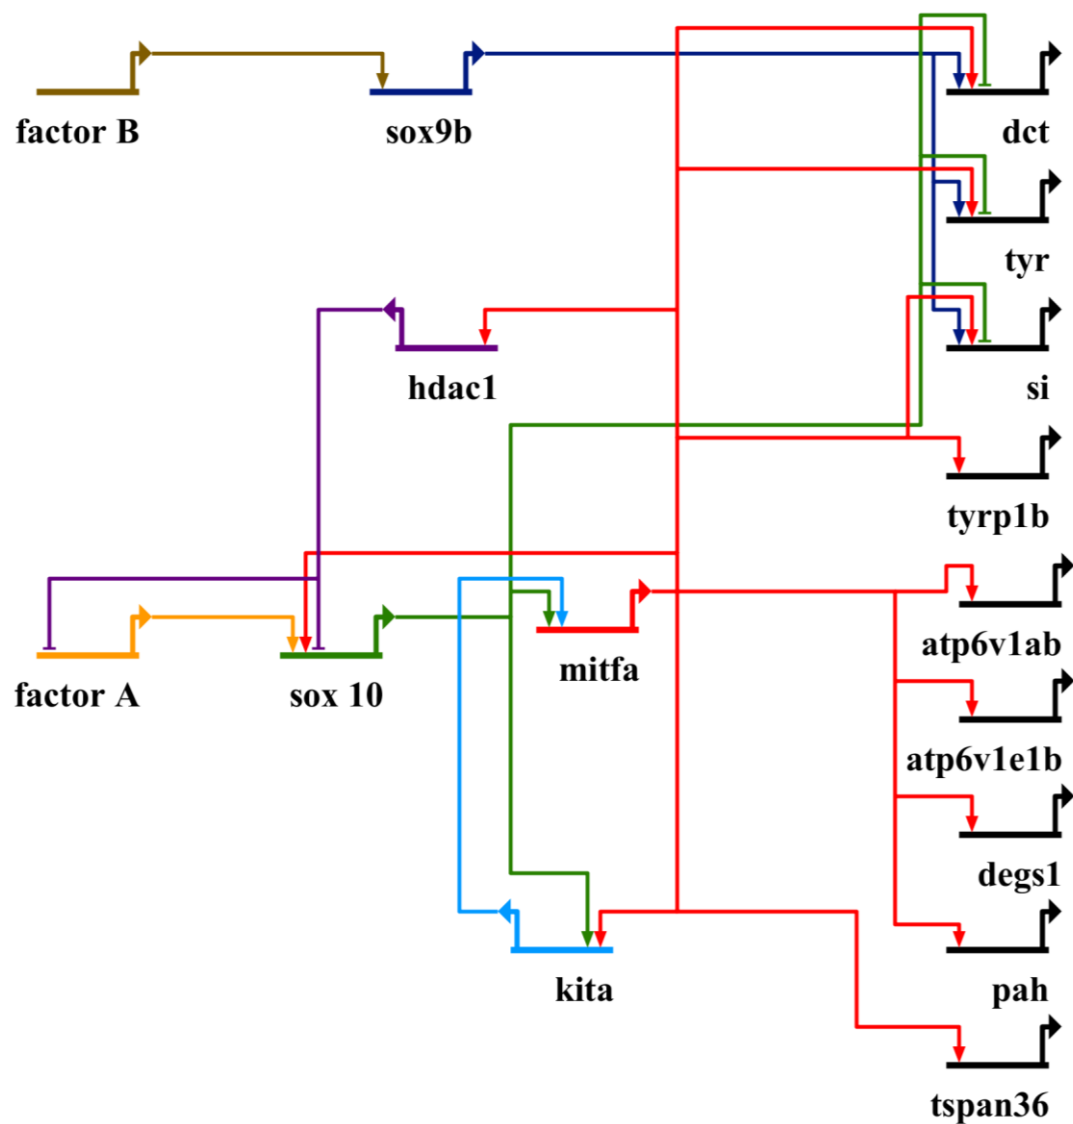 factor B
sox9b
dct
tyr
hdac1
si
tyrp1b
factor A
sox 10
mitfa
atp6v1ab
atp6v1e1b
degs1
kita
pah
tspan36